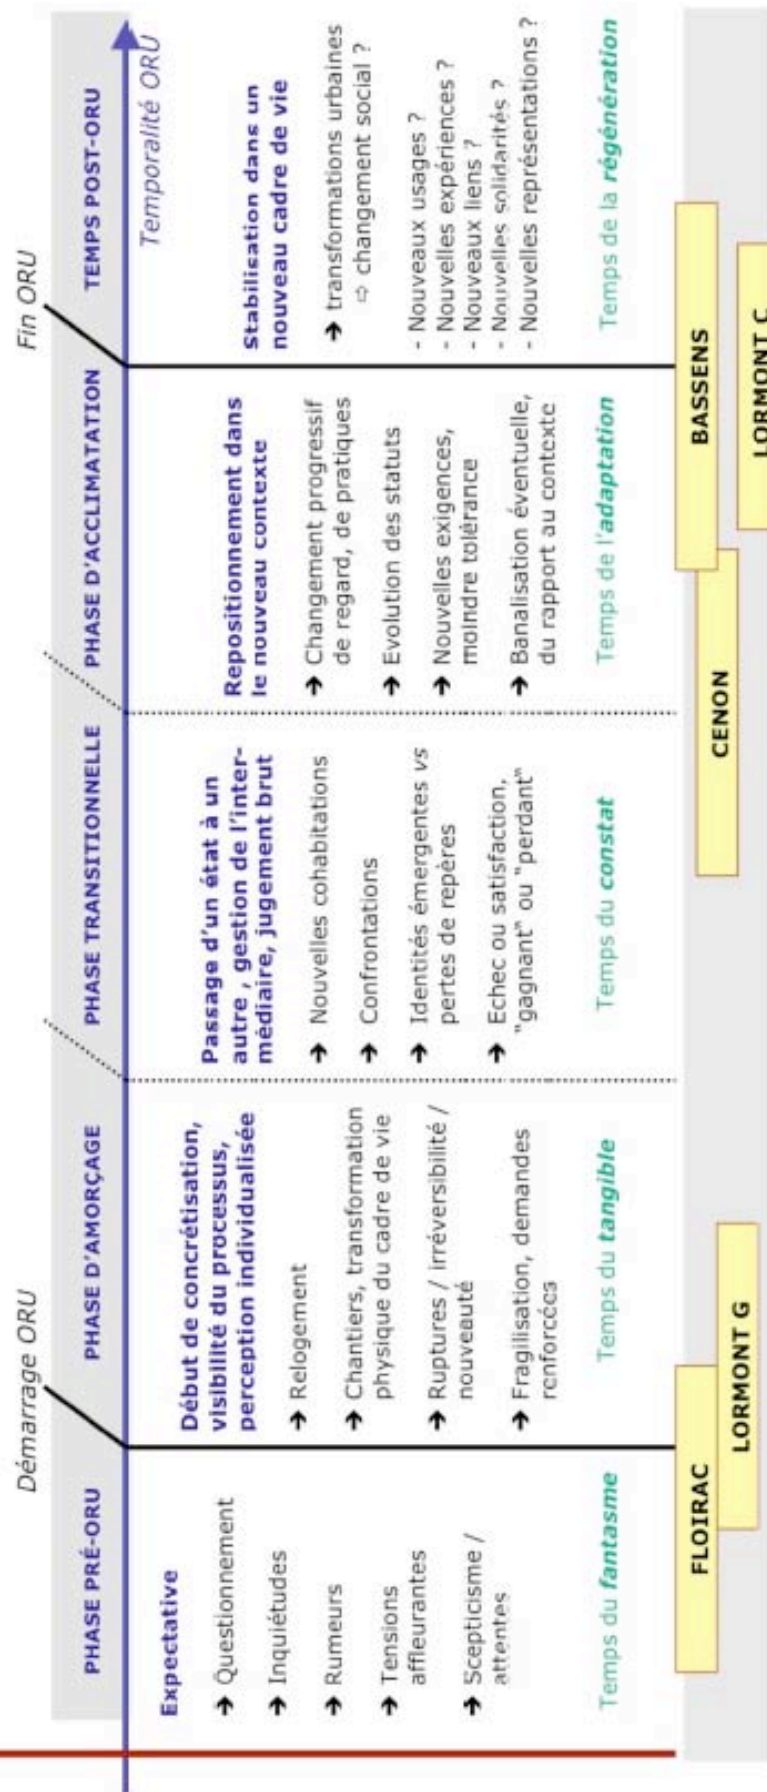 Démarrage ORU
Fin ORU
PHASE PRÉ-ORU
PHASE D'AMORÇAGE
PHASE TRANSITIONNELLE
PHASE D'ACCLIMATATION
TEMPS POST-ORU
Temporalité ORU
Expectative
➔ Questionnement
➔ Inquiétudes
➔ Rumeurs
➔ Tensions
affleurantes
➔ Scepticisme /
attentes
Temps du fantasme
Début de concrétisation,
visibilité du processus,
perception individualisée
➔ Relogement
➔ Chantiers, transformation
physique du cadre de vie
➔ Ruptures / irréversibilité /
nouveauté
➔ Fragilisation, demandes
renforcées
Temps du tangible
Passage d'un état à un
autre , gestion de l'inter-
médiaire, jugement brut
➔ Nouvelles cohabitations
➔ Confrontations
➔ Identités émergentes vs
pertes de repères
➔ Echec ou satisfaction,
"gagnant" ou "perdant"
Temps du constat
Repositionnement dans
le nouveau contexte
➔ Changement progressif
de regard, de pratiques
➔ Evolution des statuts
➔ Nouvelles exigences,
moindre tolérance
➔ Banalisation éventuelle,
du rapport au contexte
Temps de l'adaptation
Stabilisation dans un
nouveau cadre de vie
➔ transformations urbaines
⇨ changement social ?
- Nouveaux usages ?
- Nouvelles expériences ?
- Nouveaux liens ?
- Nouvelles solidarités ?
- Nouvelles représentations ?
Temps de la régénération
FLOIRAC
LORMONT G
CENON
BASSENS
LORMONT C